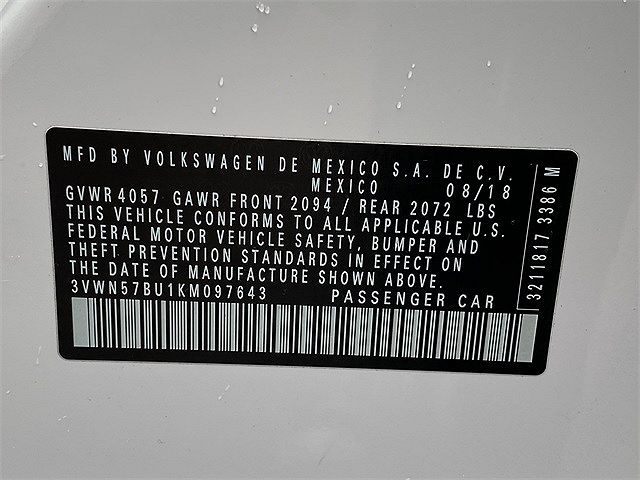 MFD BY VOLKSWAGEN DE MEXICO S.A. DE C.V.
MEXICO 08/18
GVWR 4057 GAWR FRONT 2094 / REAR 2072 LBS
THIS VEHICLE CONFORMS TO ALL APPLICABLE U.S.
FEDERAL MOTOR VEHICLE SAFETY, BUMPER AND
THEFT PREVENTION STANDARDS IN EFFECT ON
THE DATE OF MANUFACTURE SHOWN ABOVE.
3VWN57BU1KM097643 PASSENGER CAR
3211817 3386 M